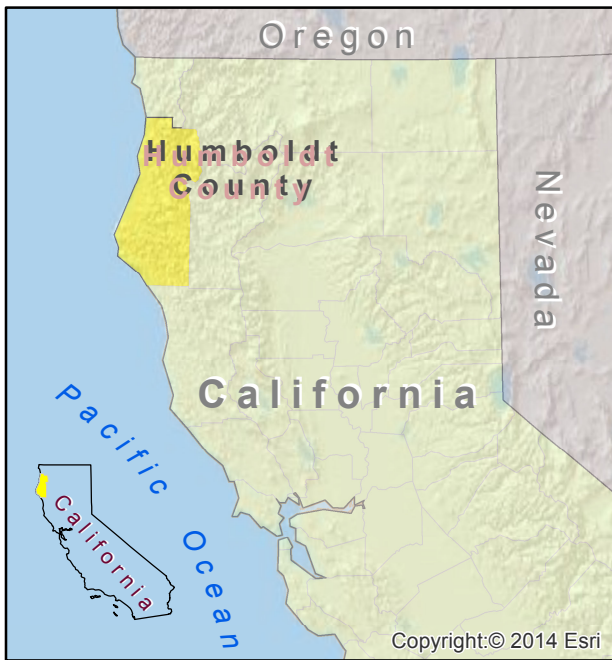 Oregon
Humboldt
County
Nevada
California
Pacific Ocean
California
Copyright:© 2014 Esri